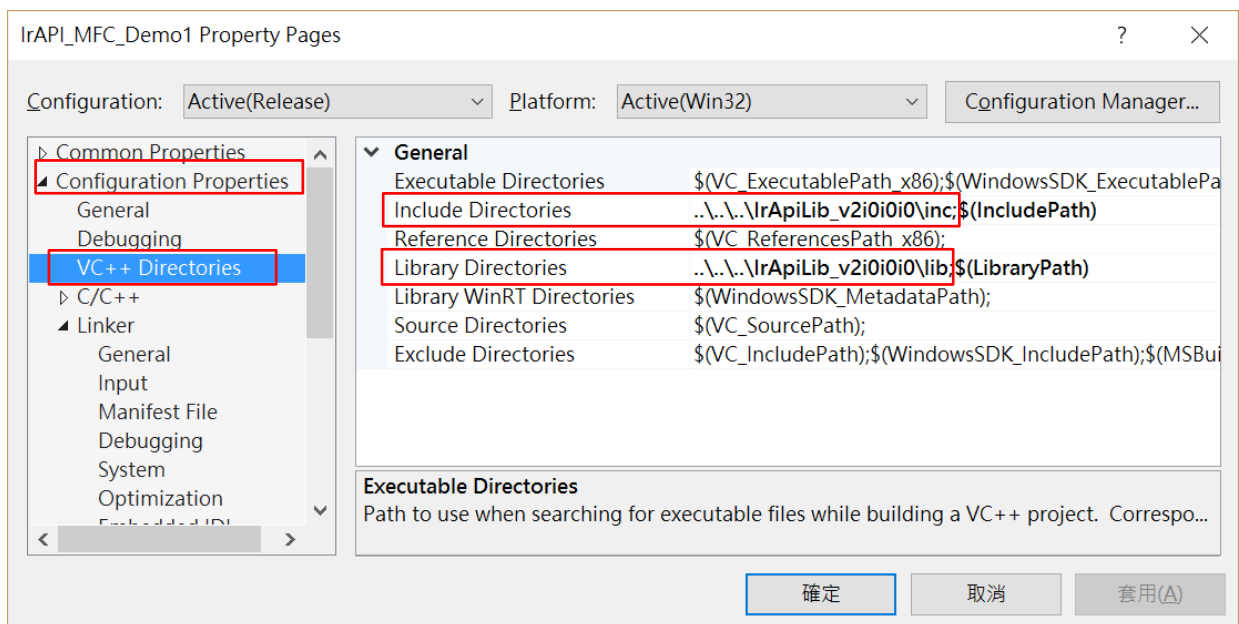 IrAPI_MFC_Demo1 Property Pages ?
Configuration: Active(Release) Platform: Active(Win32) Configuration Manager...
Common Properties
Configuration Properties
General
Debugging
VC++ Directories
C/C++
Linker
General
Input
Manifest File
Debugging
System
Optimization
General
Executable Directories $(VC_ExecutablePath_x86);$(WindowsSDK_ExecutablePa
Include Directories ..\..\..\IrApiLib_v2i0i0i0\inc;$(IncludePath)
Reference Directories $(VC_ReferencesPath_x86);
Library Directories ..\..\..\IrApiLib_v2i0i0i0\lib;$(LibraryPath)
Library WinRT Directories $(WindowsSDK_MetadataPath);
Source Directories $(VC_SourcePath);
Exclude Directories $(VC_IncludePath);$(WindowsSDK_IncludePath);$(MSBui
Executable Directories
Path to use when searching for executable files while building a VC++ project. Correspo...
確定 取消 套用(A)